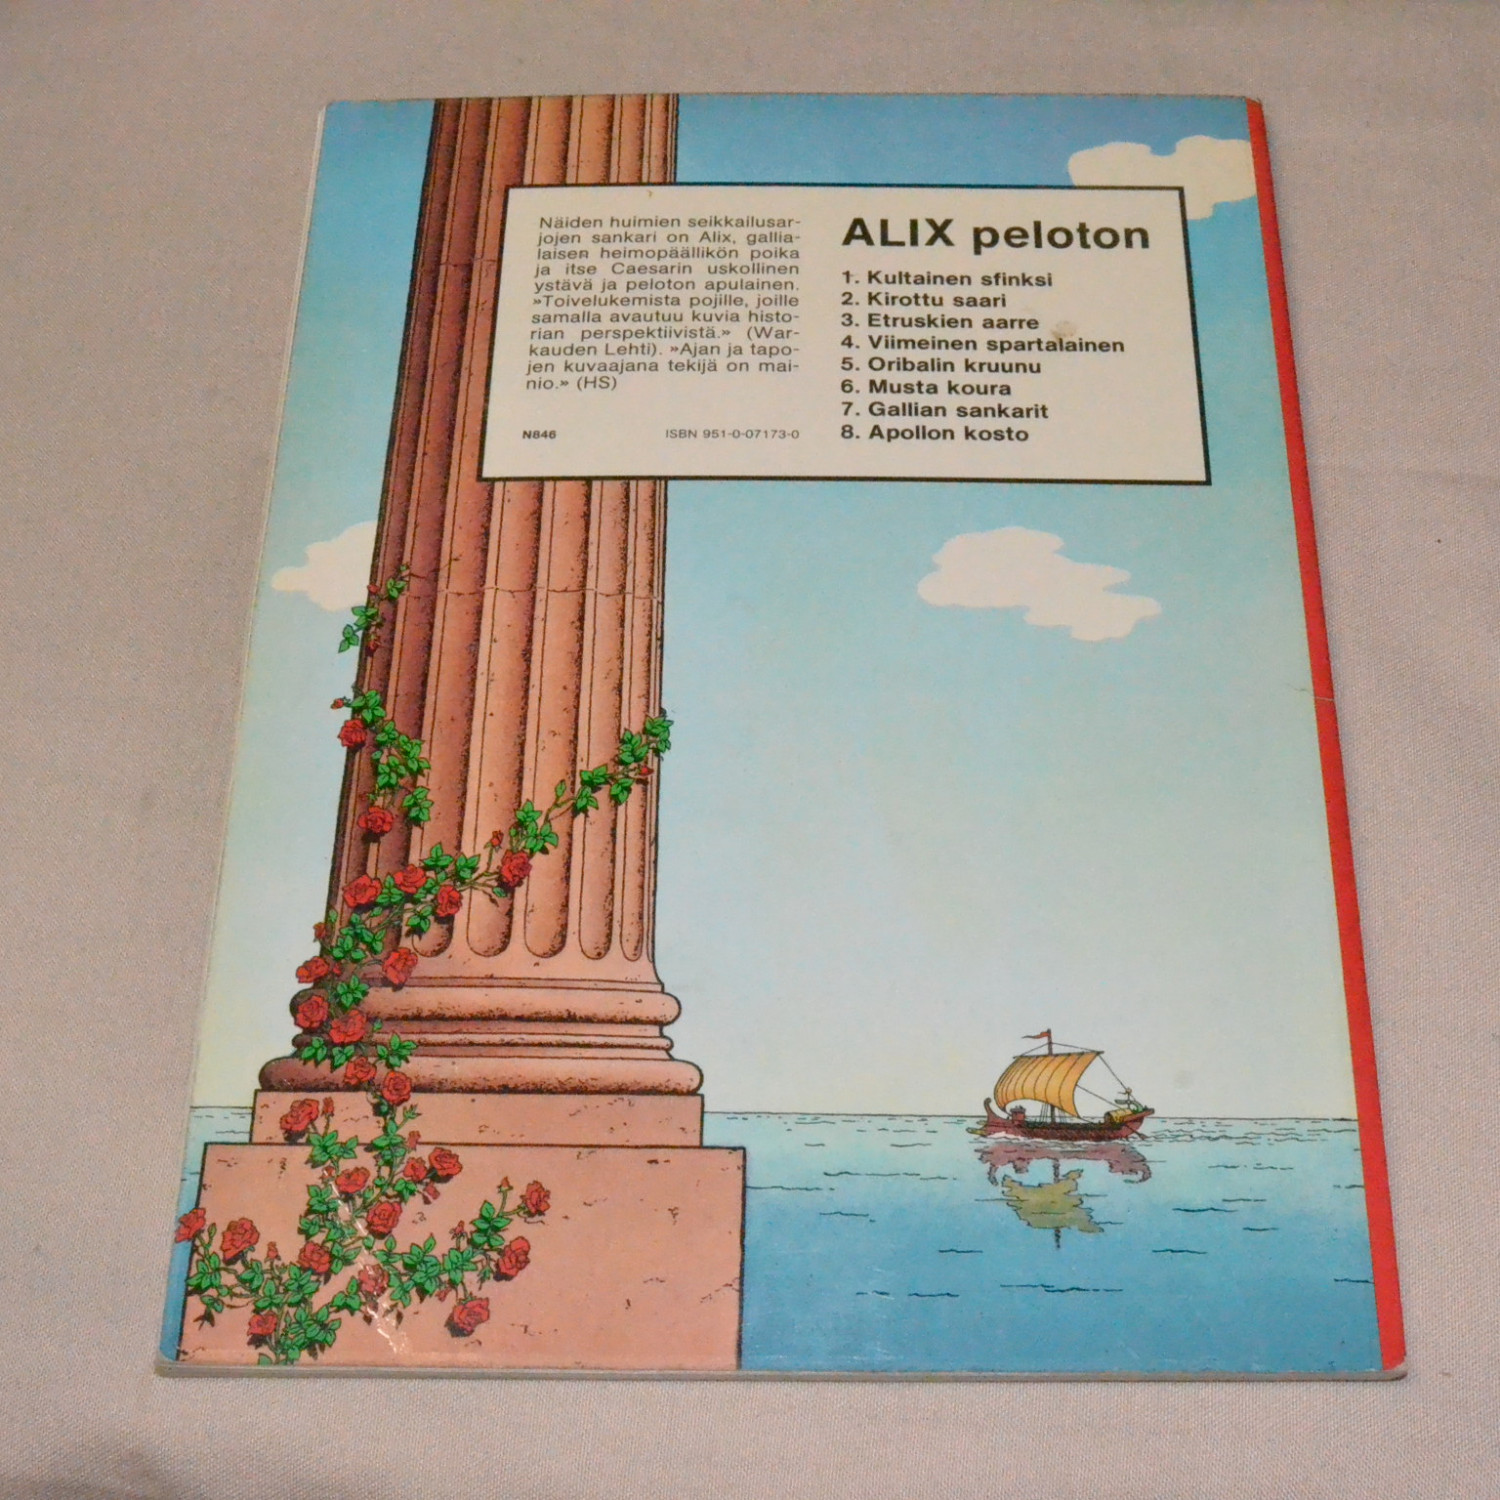 Näiden huimien seikkailusar-
jojen sankari on Alix, gallia-
laisen heimopäällikön poika
ja itse Caesarin uskollinen
ystävä ja peloton apulainen.
»Toivelukemista pojille, joille
samalla avautuu kuvia histo-
rian perspektiivistä.» (War-
kauden Lehti). »Ajan ja tapo-
jen kuvaajana tekijä on mai-
nio.» (HS)
N846 ISBN 951-0-07173-0
ALIX peloton
1. Kultainen sfinksi
2. Kirottu saari
3. Etruskien aarre
4. Viimeinen spartalainen
5. Oribalin kruunu
6. Musta koura
7. Gallian sankarit
8. Apollon kosto